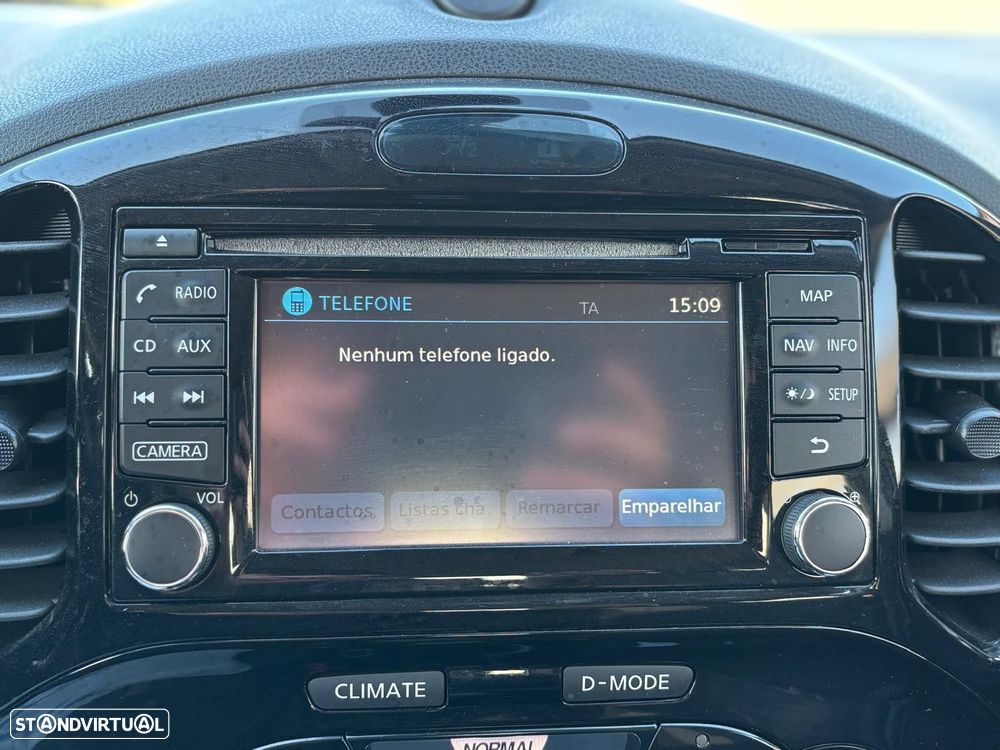 TELEFONE TA 15:09
Nenhum telefone ligado.
Contactos Listas cha. Remarcar Emparelhar
RADIO
CD AUX
CAMERA
VOL
MAP
NAV INFO
SETUP
CLIMATE D-MODE
NORMAL
STANDVIRTUAL